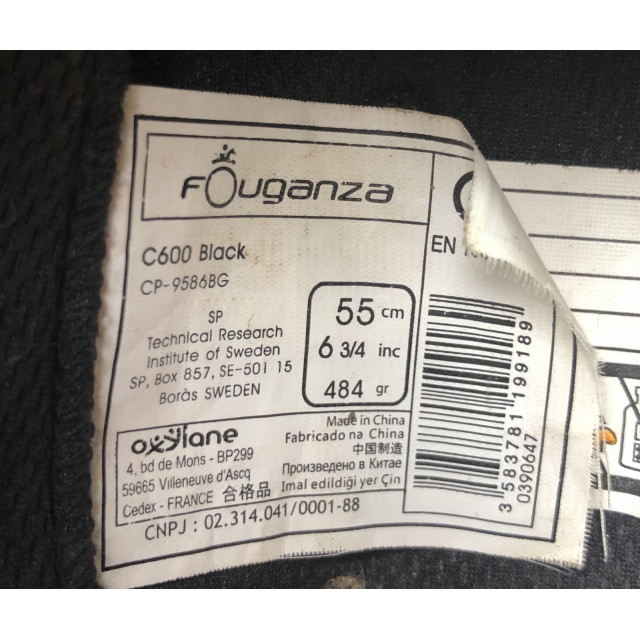 FOuganza
C600 Black
CP-9586BG
SP
Technical Research
Institute of Sweden
SP, Box 857, SE-501 15
Borås SWEDEN
55 cm
6 3/4 inc
484 gr
oxylane
4, bd de Mons - BP299
59665 Villeneuve d'Ascq
Cedex - FRANCE 合格品
Made in China
Fabricado na China
中国制造
Произведено в Китае
Imal edildiği yer Çin
CNPJ : 02.314.041/0001-88
EN
3 583781 199189
0390647